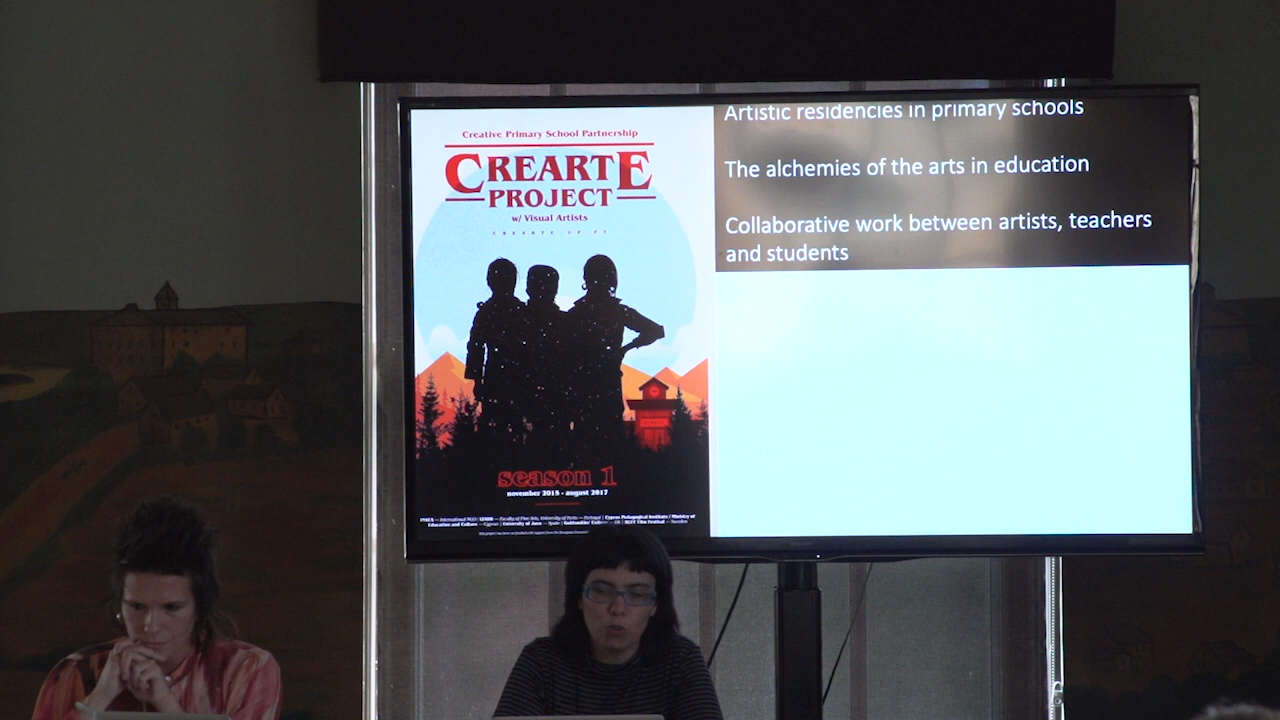 Creative Primary School Partnership
CREARTE
PROJECT
w/ Visual Artists
season 1
november 2015 - august 2017
Artistic residencies in primary schools
The alchemies of the arts in education
Collaborative work between artists, teachers
and students